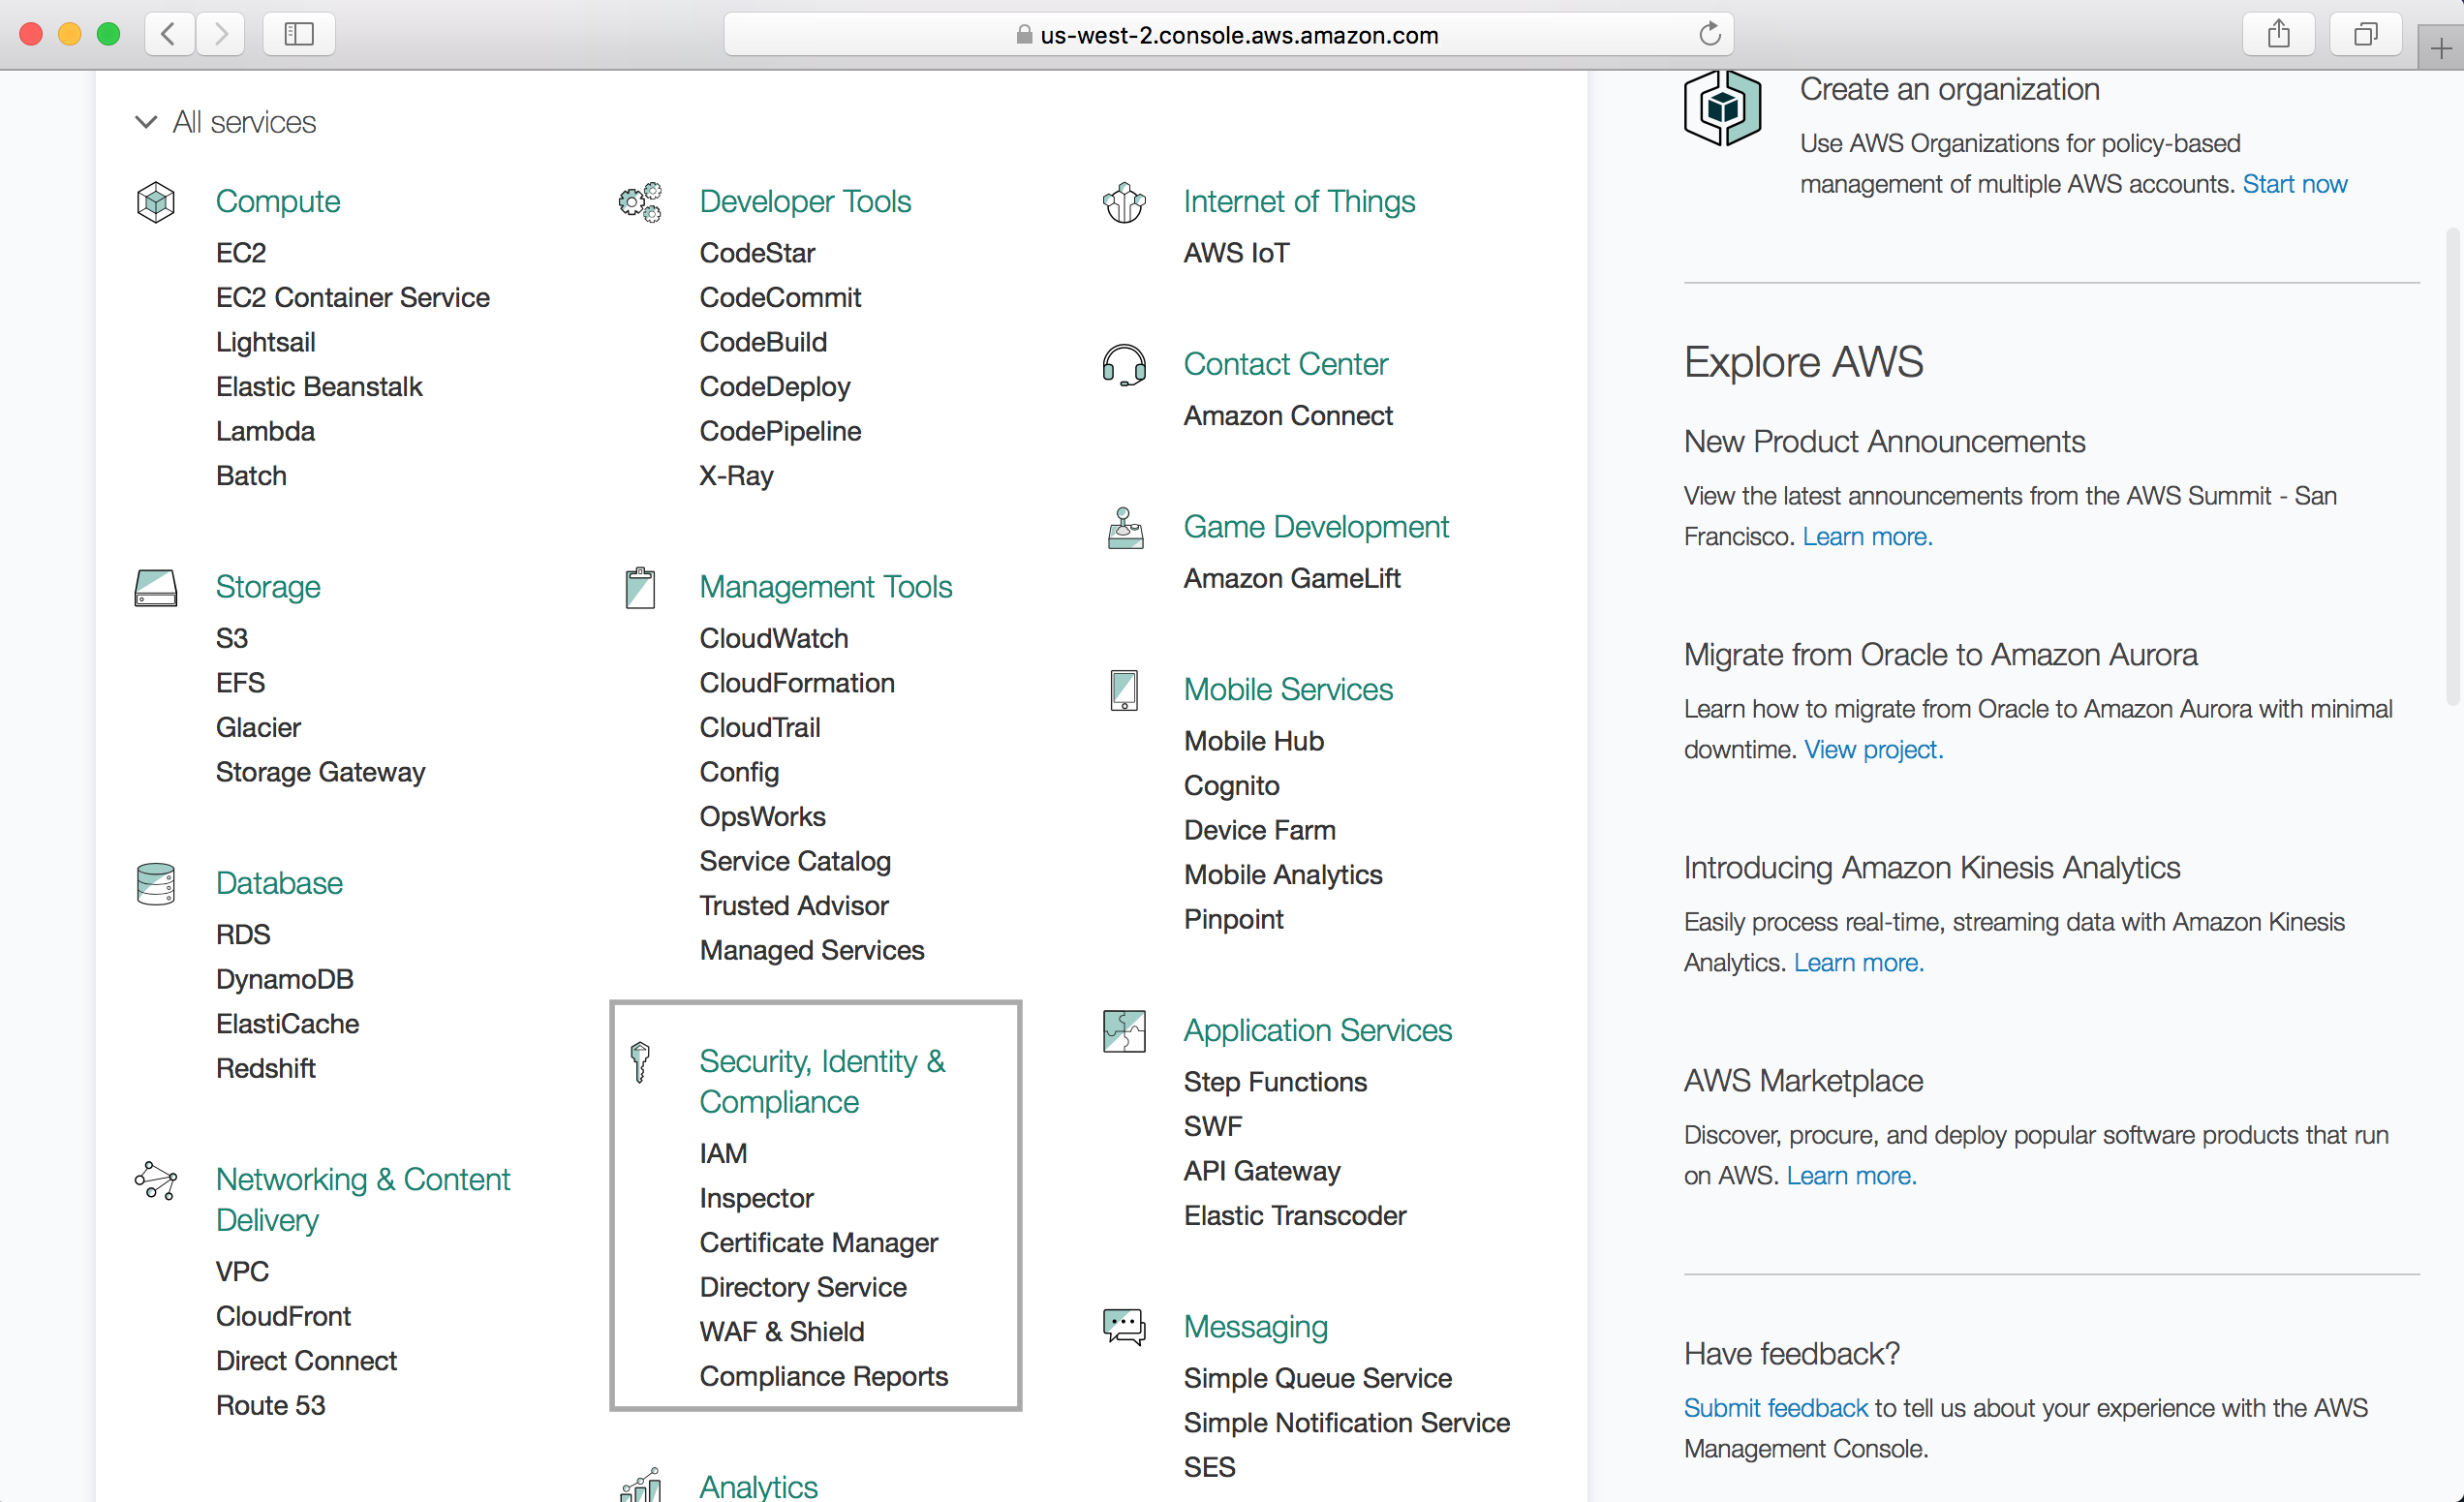 us-west-2.console.aws.amazon.com
All services
Compute
EC2
EC2 Container Service
Lightsail
Elastic Beanstalk
Lambda
Batch
Storage
S3
EFS
Glacier
Storage Gateway
Database
RDS
DynamoDB
ElastiCache
Redshift
Networking & Content
Delivery
VPC
CloudFront
Direct Connect
Route 53
Developer Tools
CodeStar
CodeCommit
CodeBuild
CodeDeploy
CodePipeline
X-Ray
Management Tools
CloudWatch
CloudFormation
CloudTrail
Config
OpsWorks
Service Catalog
Trusted Advisor
Managed Services
Security, Identity &
Compliance
IAM
Inspector
Certificate Manager
Directory Service
WAF & Shield
Compliance Reports
Analytics
Internet of Things
AWS IoT
Contact Center
Amazon Connect
Game Development
Amazon GameLift
Mobile Services
Mobile Hub
Cognito
Device Farm
Mobile Analytics
Pinpoint
Application Services
Step Functions
SWF
API Gateway
Elastic Transcoder
Messaging
Simple Queue Service
Simple Notification Service
SES
Create an organization
Use AWS Organizations for policy-based
management of multiple AWS accounts. Start now
Explore AWS
New Product Announcements
View the latest announcements from the AWS Summit - San
Francisco. Learn more.
Migrate from Oracle to Amazon Aurora
Learn how to migrate from Oracle to Amazon Aurora with minimal
downtime. View project.
Introducing Amazon Kinesis Analytics
Easily process real-time, streaming data with Amazon Kinesis
Analytics. Learn more.
AWS Marketplace
Discover, procure, and deploy popular software products that run
on AWS. Learn more.
Have feedback?
Submit feedback to tell us about your experience with the AWS
Management Console.